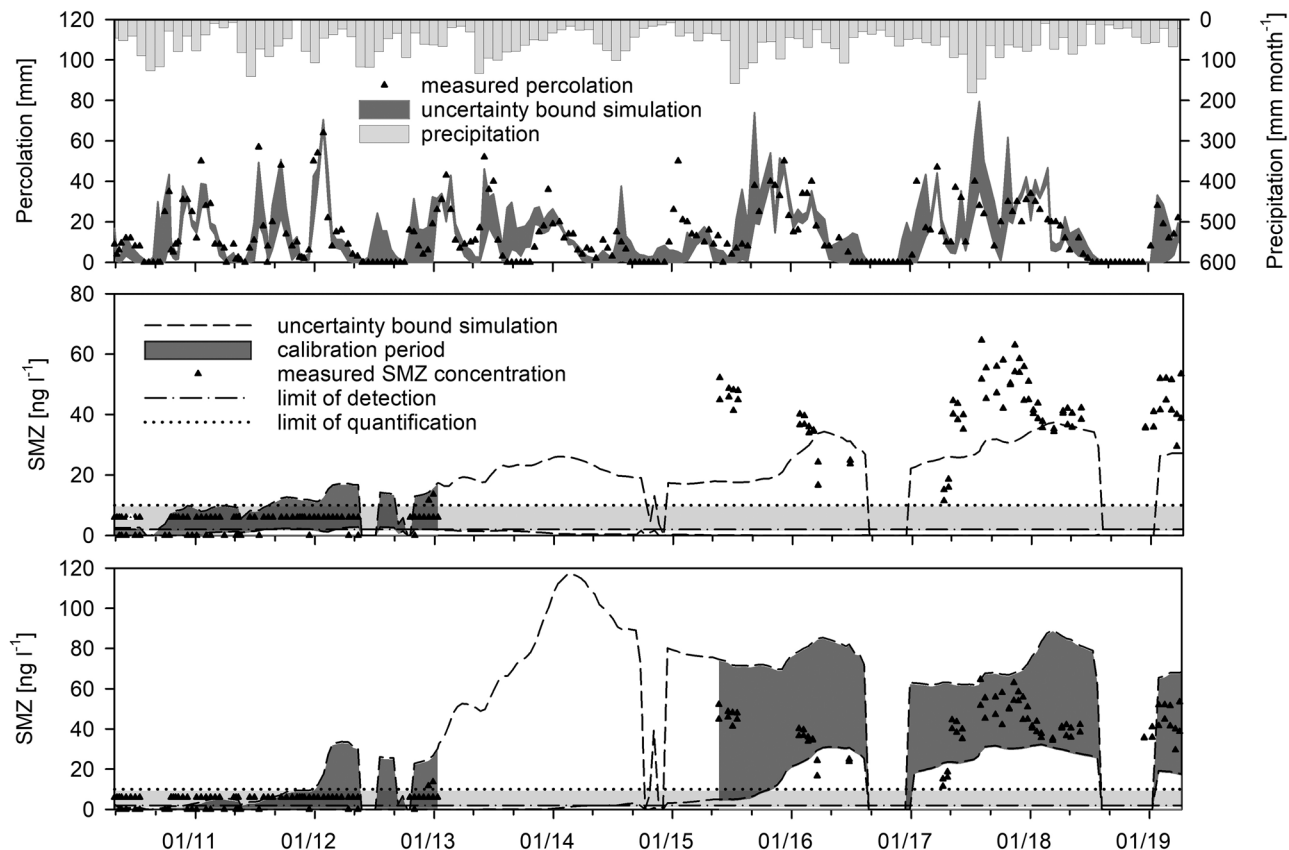 120 0
100 100
80 200
60 300
40 400
20 500
0 600
Percolation [mm]
Precipitation [mm month⁻¹]
measured percolation
uncertainty bound simulation
precipitation
80
60
40
20
0
SMZ [ng l⁻¹]
uncertainty bound simulation
calibration period
measured SMZ concentration
limit of detection
limit of quantification
120
100
80
60
40
20
0
SMZ [ng l⁻¹]
01/11 01/12 01/13 01/14 01/15 01/16 01/17 01/18 01/19